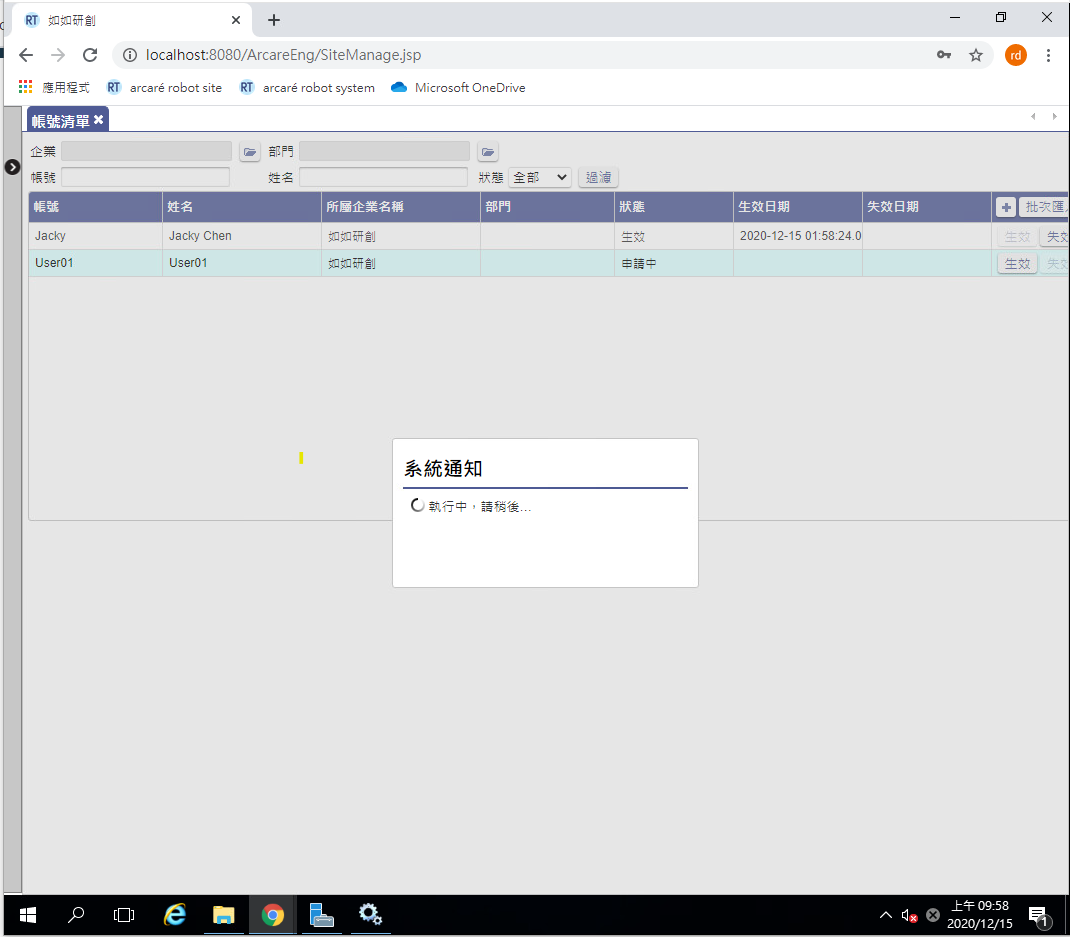 如如研創
localhost:8080/ArcareEng/SiteManage.jsp
rd
應用程式 RT arcaré robot site RT arcaré robot system Microsoft OneDrive
帳號清單
企業 部門
帳號 姓名 狀態 全部 過濾
帳號 姓名 所屬企業名稱 部門 狀態 生效日期 失效日期 批次匯
Jacky Jacky Chen 如如研創 生效 2020-12-15 01:58:24.0 生效 失效
User01 User01 如如研創 申請中 生效 失效
系統通知
執行中，請稍後...
上午 09:58
2020/12/15
1